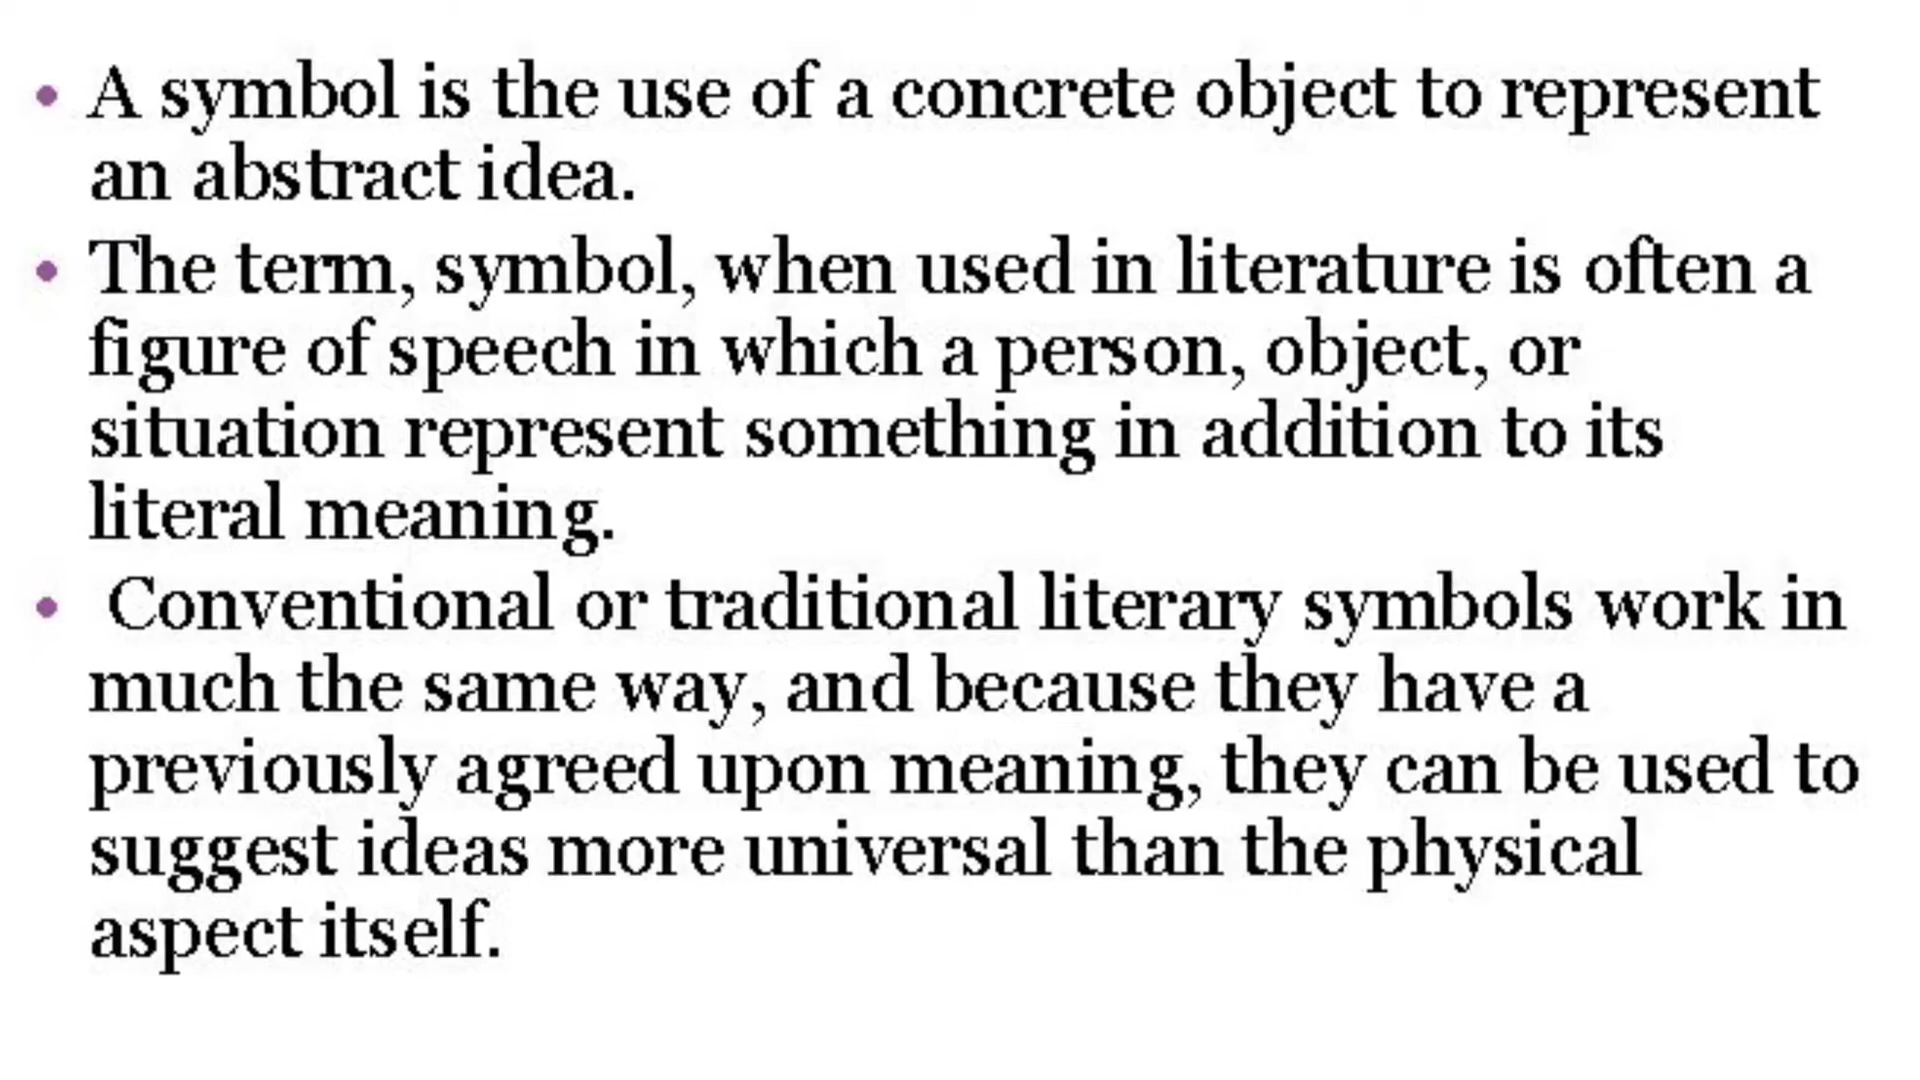 • A symbol is the use of a concrete object to represent
an abstract idea.
• The term, symbol, when used in literature is often a
figure of speech in which a person, object, or
situation represent something in addition to its
literal meaning.
• Conventional or traditional literary symbols work in
much the same way, and because they have a
previously agreed upon meaning, they can be used to
suggest ideas more universal than the physical
aspect itself.